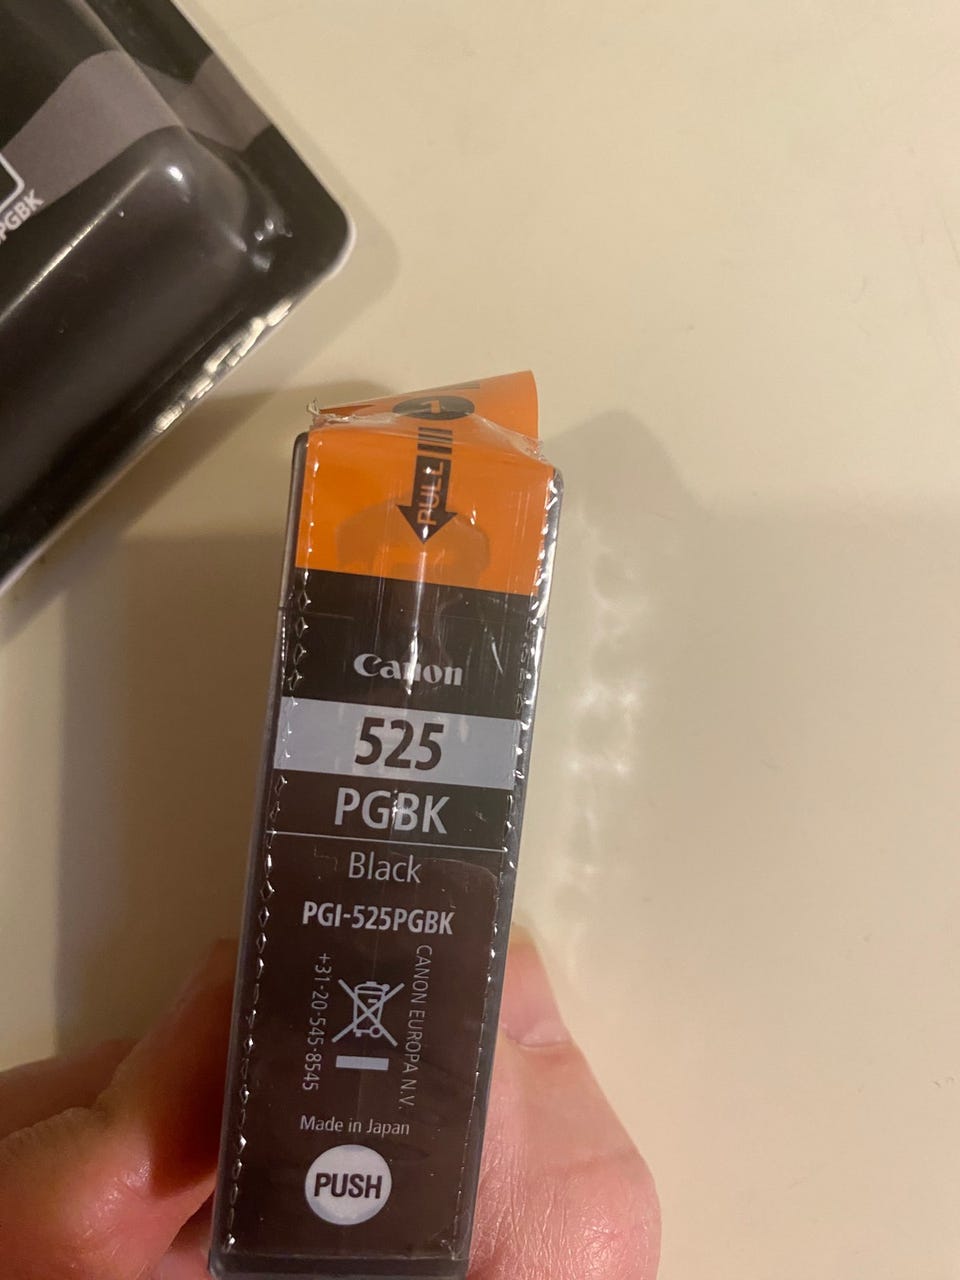 PGBK
PULL
Canon
525
PGBK
Black
PGI-525PGBK
CANON EUROPA N.V.
+31-20-545-8545
Made in Japan
PUSH